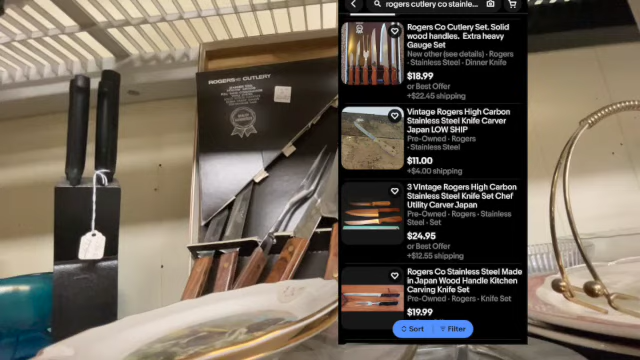 rogers cutlery co stainle...
Rogers Co Cutlery Set. Solid
wood handles. Extra heavy
Gauge Set
New other (see details) · Rogers
· Stainless Steel · Dinner Knife
$18.99
or Best Offer
+$22.45 shipping
Vintage Rogers High Carbon
Stainless Steel Knife Carver
Japan LOW SHIP
Pre-Owned · Rogers
· Stainless Steel
$11.00
+$4.00 shipping
3 Vintage Rogers High Carbon
Stainless Steel Knife Set Chef
Utility Carver Japan
Pre-Owned · Rogers · Stainless
Steel · Set
$24.95
or Best Offer
+$12.55 shipping
Rogers Co Stainless Steel Made
in Japan Wood Handle Kitchen
Carving Knife Set
Pre-Owned · Rogers · Knife Set
$19.99
Sort
Filter
ROGERS CUTLERY